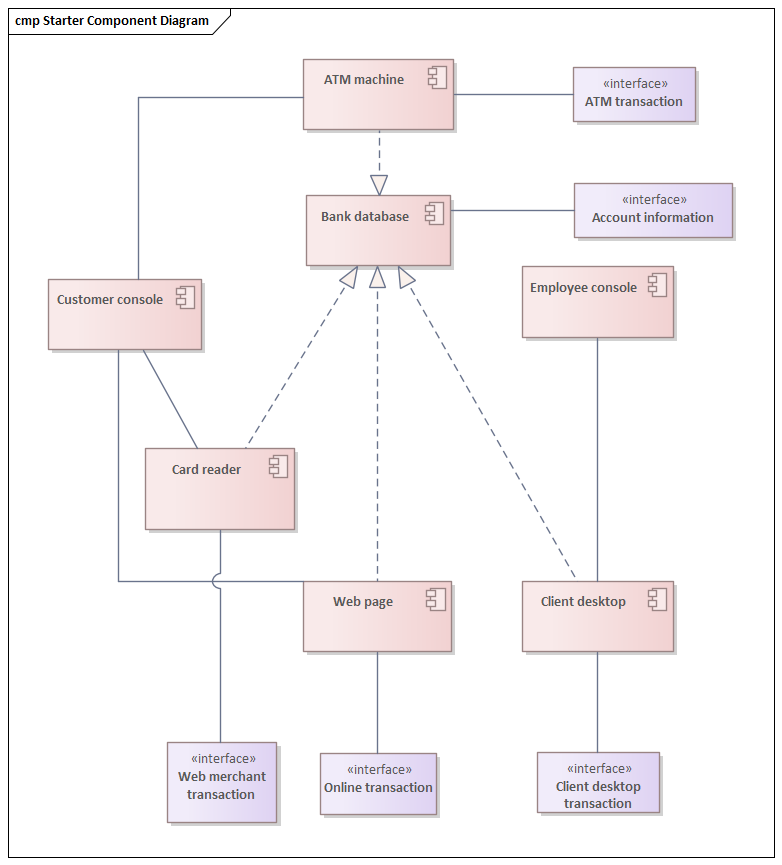 cmp Starter Component Diagram
ATM machine
«interface»
ATM transaction
Bank database
«interface»
Account information
Customer console
Employee console
Card reader
Web page
Client desktop
«interface»
Web merchant
transaction
«interface»
Online transaction
«interface»
Client desktop
transaction